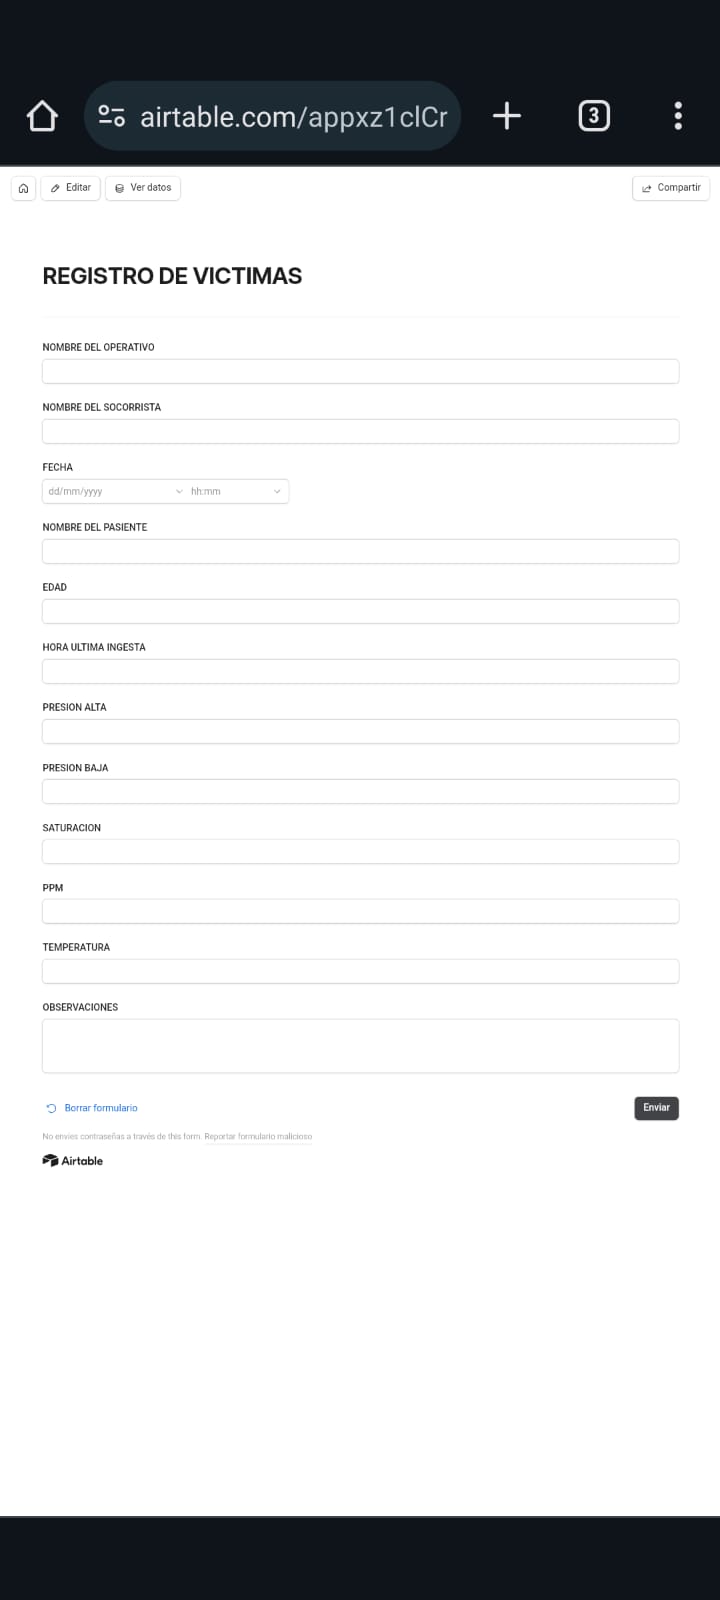 airtable.com/appxz1clCr
3
Editar
Ver datos
Compartir
REGISTRO DE VICTIMAS
NOMBRE DEL OPERATIVO
NOMBRE DEL SOCORRISTA
FECHA
dd/mm/yyyy hh:mm
NOMBRE DEL PASIENTE
EDAD
HORA ULTIMA INGESTA
PRESION ALTA
PRESION BAJA
SATURACION
PPM
TEMPERATURA
OBSERVACIONES
Borrar formulario
Enviar
No envíes contraseñas a través de this form. Reportar formulario malicioso
Airtable